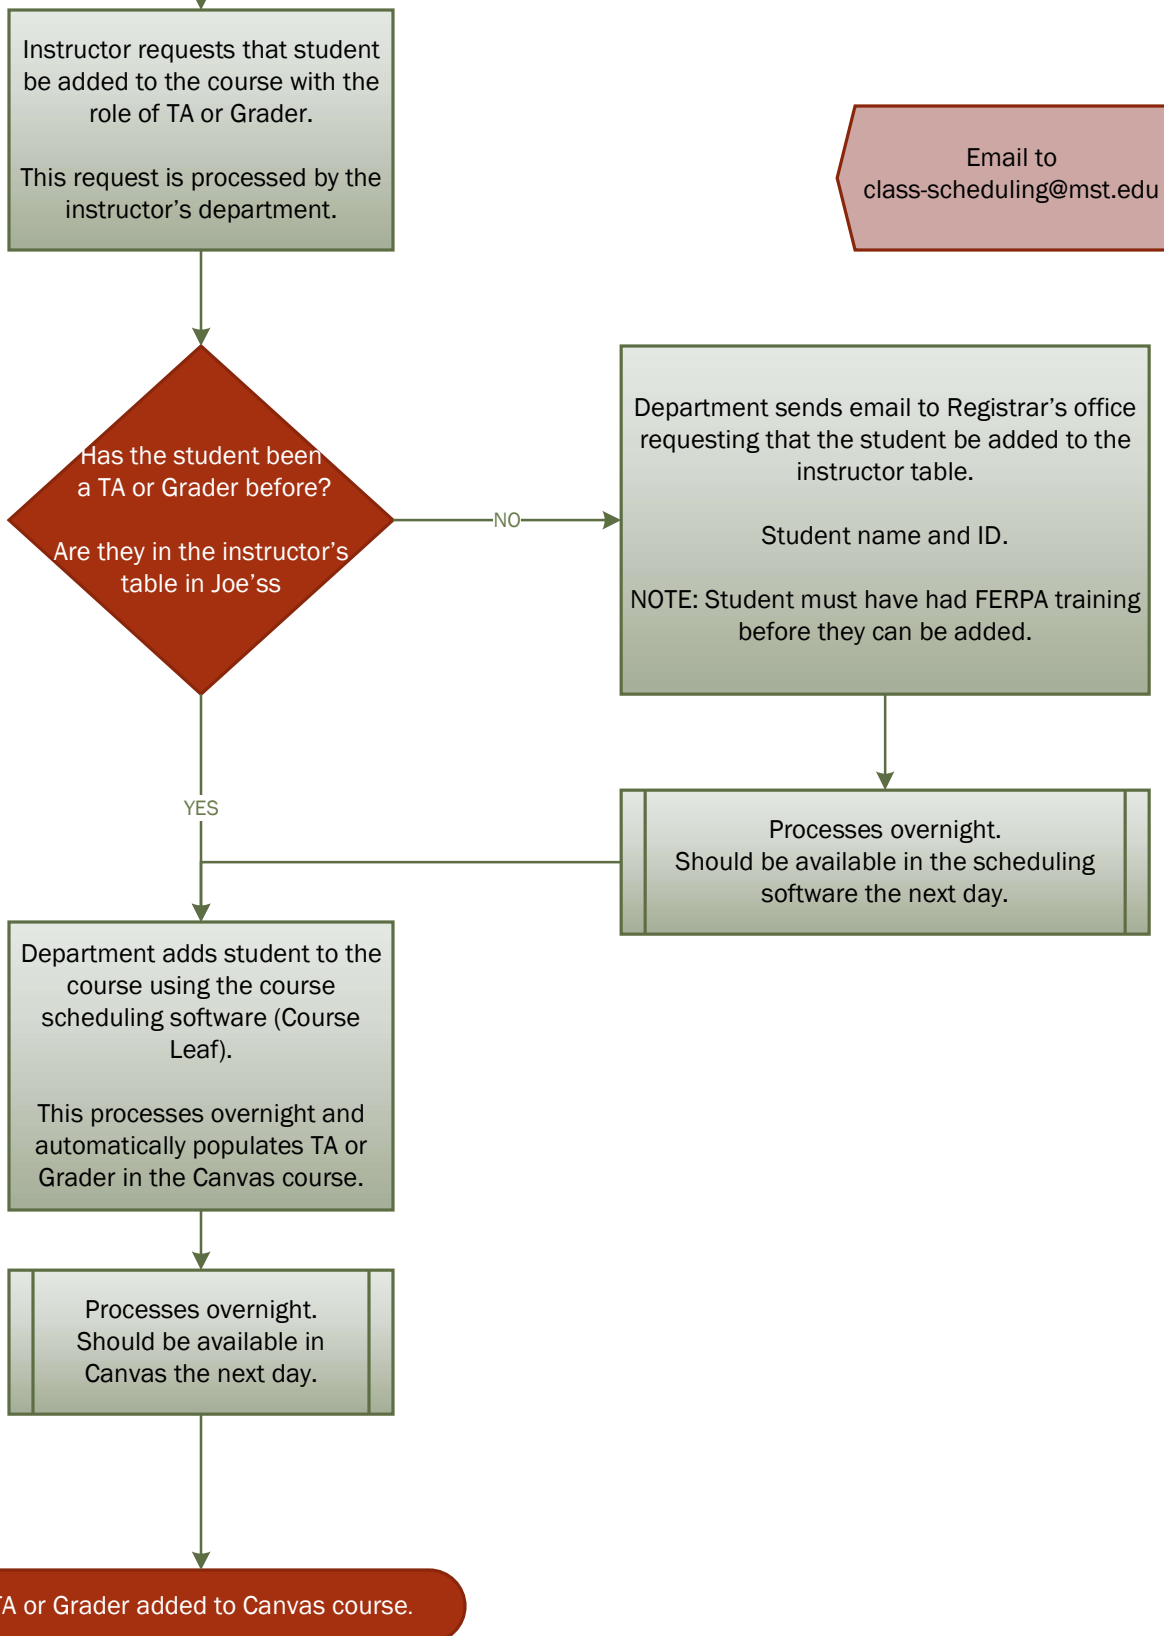 Instructor requests that student
be added to the course with the
role of TA or Grader.
This request is processed by the
instructor’s department.
Email to
class-scheduling@mst.edu
Has the student been
a TA or Grader before?
Are they in the instructor’s
table in Joe’ss
NO
Department sends email to Registrar’s office
requesting that the student be added to the
instructor table.
Student name and ID.
NOTE: Student must have had FERPA training
before they can be added.
YES
Processes overnight.
Should be available in the scheduling
software the next day.
Department adds student to the
course using the course
scheduling software (Course
Leaf).
This processes overnight and
automatically populates TA or
Grader in the Canvas course.
Processes overnight.
Should be available in
Canvas the next day.
TA or Grader added to Canvas course.